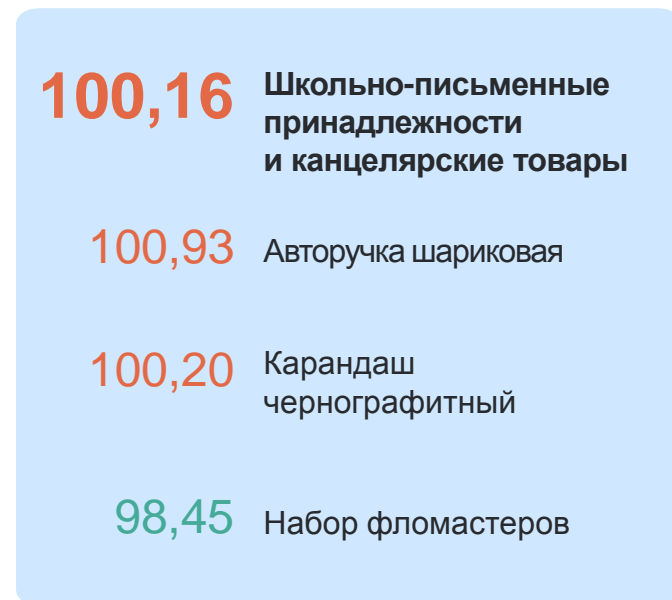 100,16 Школьно-письменные
принадлежности
и канцелярские товары
100,93 Авторучка шариковая
100,20 Карандаш
чернографитный
98,45 Набор фломастеров